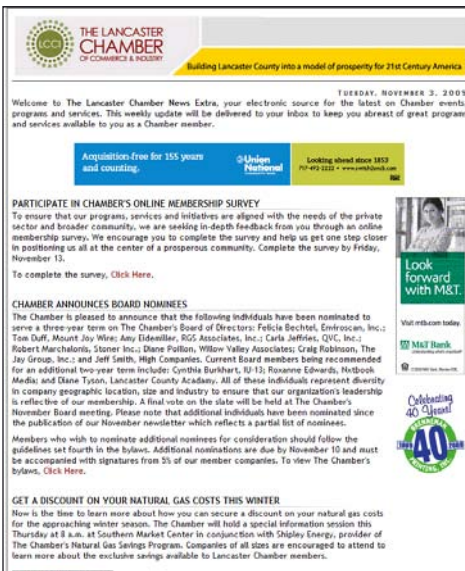 LCCI
THE LANCASTER
CHAMBER
OF COMMERCE & INDUSTRY
Building Lancaster County into a model of prosperity for 21st Century America
TUESDAY, NOVEMBER 3, 2009
Welcome to The Lancaster Chamber News Extra, your electronic source for the latest on Chamber events,
programs and services. This weekly update will be delivered to your inbox to keep you abreast of great programs
and services available to you as a Chamber member.
Acquisition-free for 155 years
and counting.
Union
National
Looking ahead since 1853
PARTICIPATE IN CHAMBER'S ONLINE MEMBERSHIP SURVEY
To ensure that our programs, services and initiatives are aligned with the needs of the private
sector and broader community, we are seeking in-depth feedback from you through an online
membership survey. We encourage you to complete the survey and help us get one step closer
in positioning us all at the center of a prosperous community. Complete the survey by Friday,
November 13.
To complete the survey, Click Here.
CHAMBER ANNOUNCES BOARD NOMINEES
The Chamber is pleased to announce that the following individuals have been nominated to
serve a three-year term on The Chamber's Board of Directors: Felicia Bechtel, Enviroscan, Inc.;
Tom Duff, Mount Joy Wire; Amy Eidemiller, RGS Associates, Inc.; Carla Jeffries, QVC, Inc.;
Robert Marchalonis, Stoner Inc.; Diane Poillon, Willow Valley Associates; Craig Robinson, The
Jay Group, Inc.; and Jeff Smith, High Companies. Current Board members being recommended
for an additional two-year term include: Cynthia Burkhart, IU-13; Roxanne Edwards, Nxtbook
Media; and Diane Tyson, Lancaster County Acadamy. All of these individuals represent diversity
in company geographic location, size and industry to ensure that our organization's leadership
is reflective of our membership. A final vote on the slate will be held at The Chamber's
November Board meeting. Please note that additional individuals have been nominated since
the publication of our November newsletter which reflects a partial list of nominees.
Members who wish to nominate additional nominees for consideration should follow the
guidelines set fourth in the bylaws. Additional nominations are due by November 10 and must
be accompanied with signatures from 5% of our member companies. To view The Chamber's
bylaws, Click Here.
GET A DISCOUNT ON YOUR NATURAL GAS COSTS THIS WINTER
Now is the time to learn more about how you can secure a discount on your natural gas costs
for the approaching winter season. The Chamber will hold a special information session this
Thursday at 8 a.m. at Southern Market Center in conjunction with Shipley Energy, provider of
The Chamber's Natural Gas Savings Program. Companies of all sizes are encouraged to attend to
learn more about the exclusive savings available to Lancaster Chamber members.
Look
forward
with M&T.
Visit mtb.com today.
M&T Bank
Celebrating
40 Years!
40